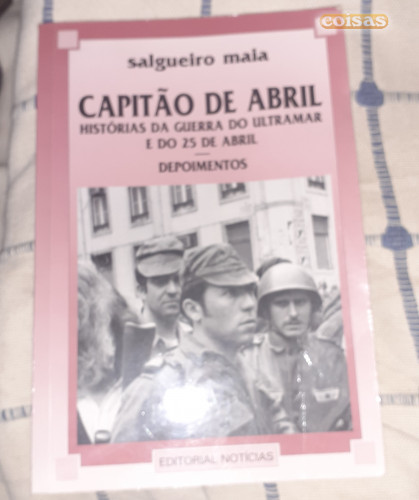 coisas
salgueiro maia
CAPITÃO DE ABRIL
HISTÓRIAS DA GUERRA DO ULTRAMAR
E DO 25 DE ABRIL
DEPOIMENTOS
EDITORIAL NOTÍCIAS